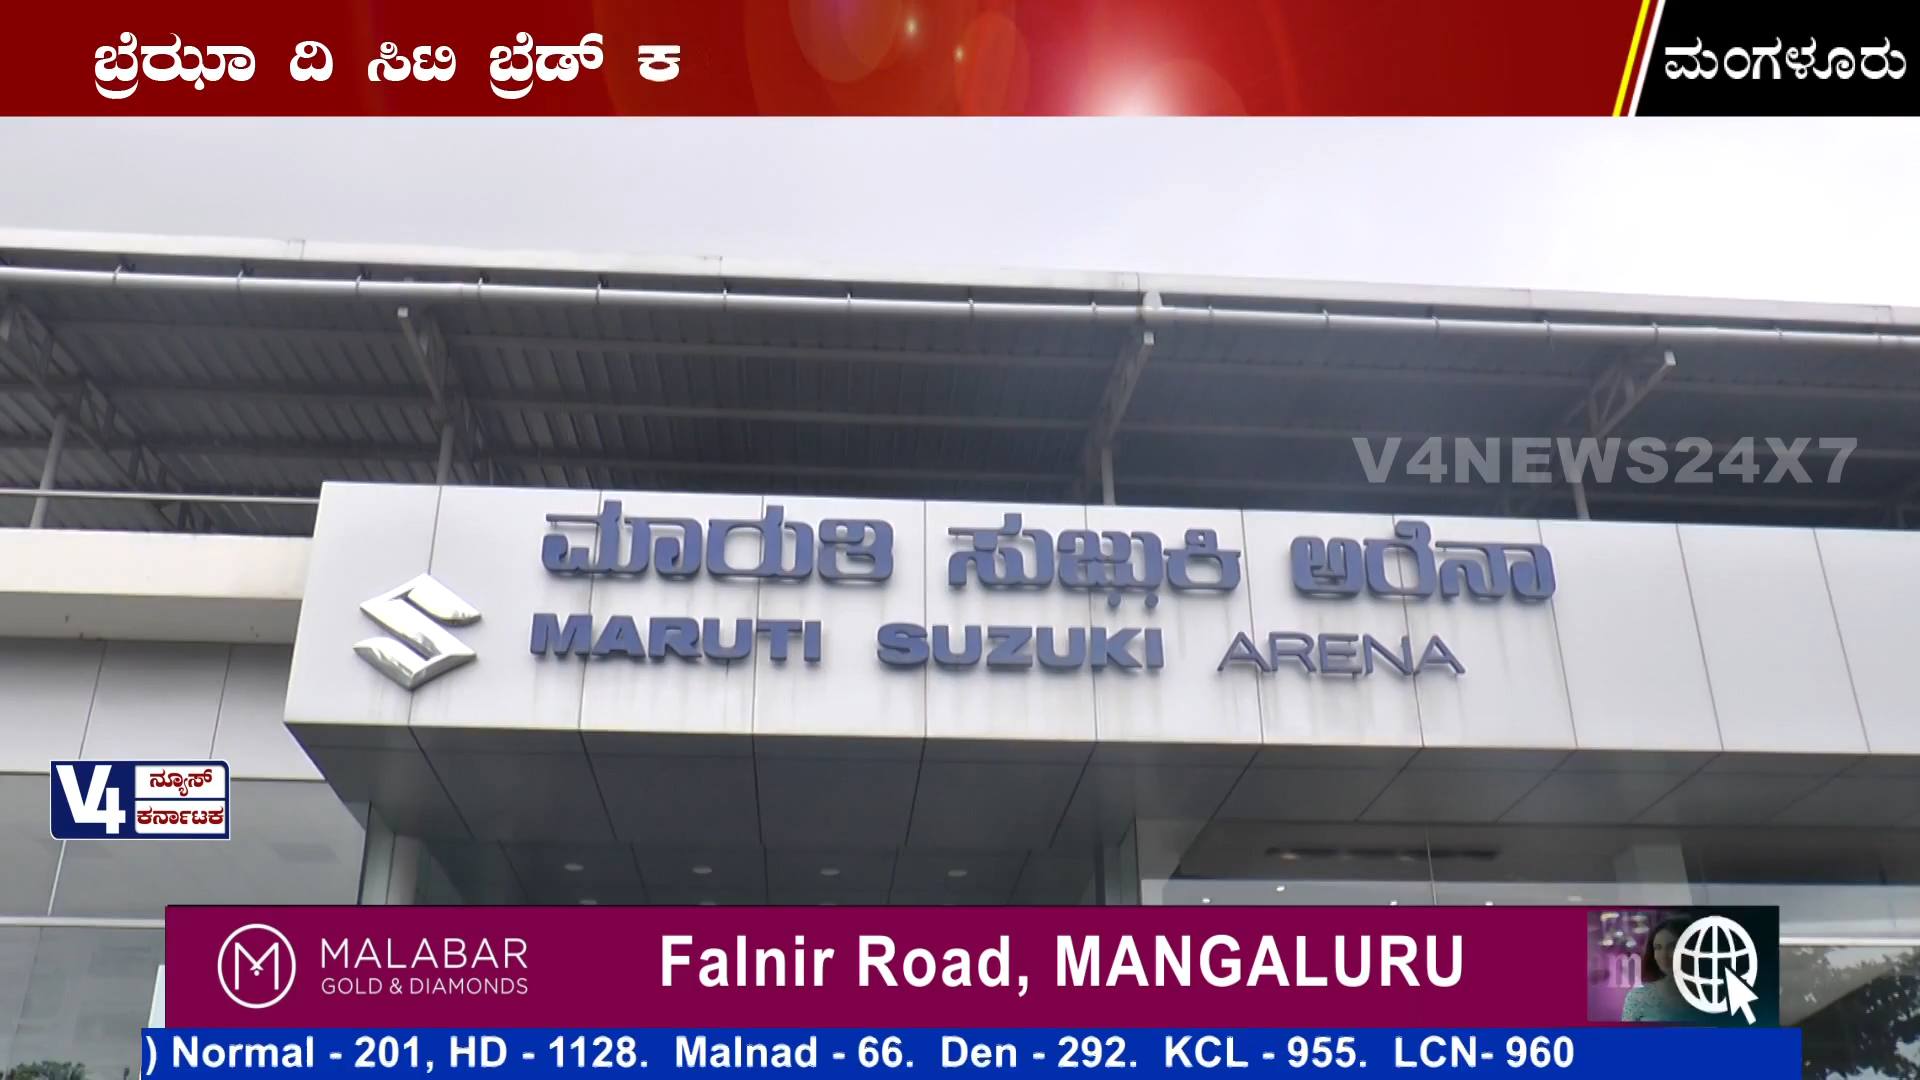 ಬ್ರೆಝಾ ದಿ ಸಿಟಿ ಬ್ರೆಡ್ ಕ
ಮಂಗಳೂರು
V4NEWS24X7
ಮಾರುತಿ ಸುಜ಼ುಕಿ ಅರೆನಾ
MARUTI SUZUKI ARENA
V4 ನ್ಯೂಸ್ ಕರ್ನಾಟಕ
MALABAR
GOLD & DIAMONDS
Falnir Road, MANGALURU
) Normal - 201, HD - 1128. Malnad - 66. Den - 292. KCL - 955. LCN- 960